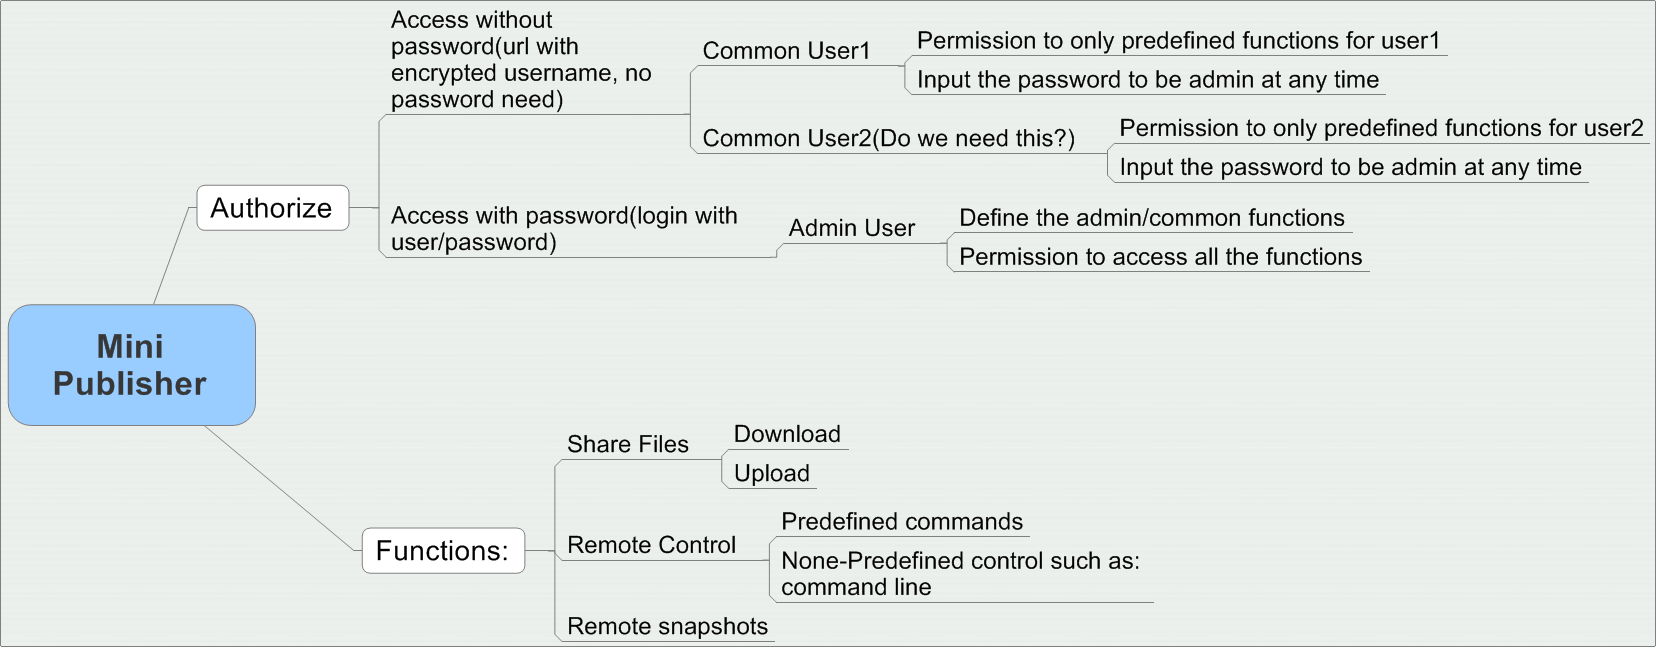 Access without
password(url with
encrypted username, no
password need)
Common User1
Permission to only predefined functions for user1
Input the password to be admin at any time
Common User2(Do we need this?)
Permission to only predefined functions for user2
Input the password to be admin at any time
Authorize
Access with password(login with
user/password)
Admin User
Define the admin/common functions
Permission to access all the functions
Mini
Publisher
Share Files
Download
Upload
Functions:
Remote Control
Predefined commands
None-Predefined control such as:
command line
Remote snapshots